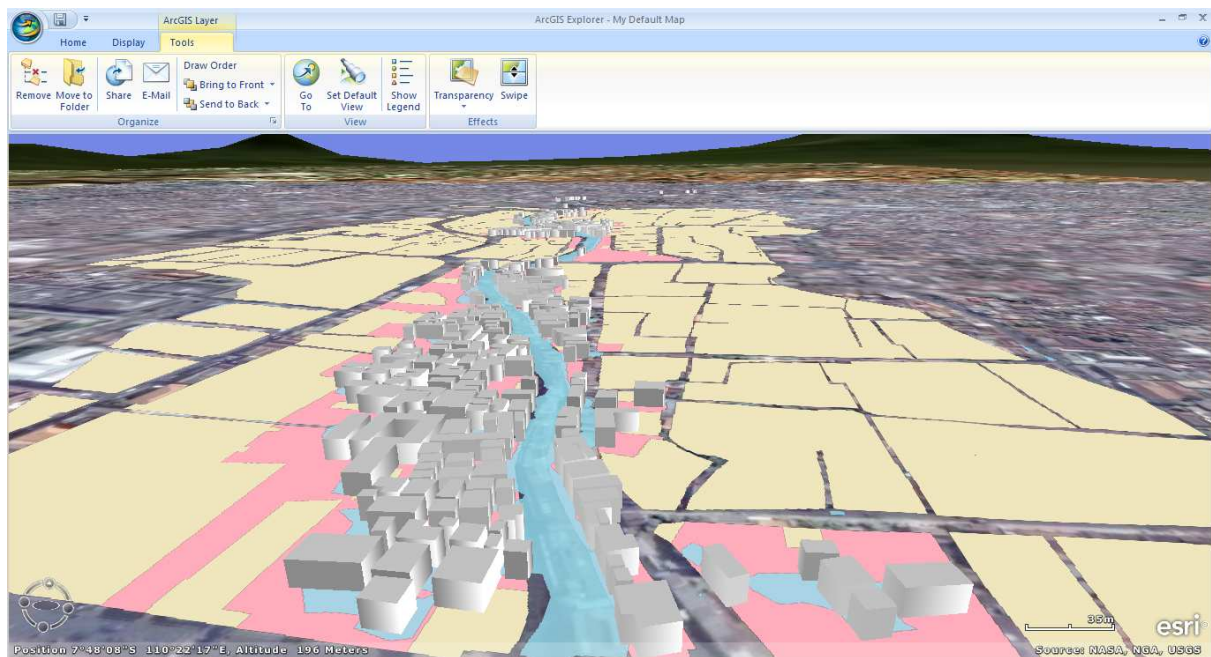 ArcGIS Layer
ArcGIS Explorer - My Default Map
Home Display Tools
Remove
Move to Folder
Share
E-Mail
Draw Order
Bring to Front
Send to Back
Organize
Go To
Set Default View
Show Legend
View
Transparency
Swipe
Effects
35m
esri
Position 7°48'08"S 110°22'17"E, Altitude 196 Meters
Sources: NASA, NGA, USGS